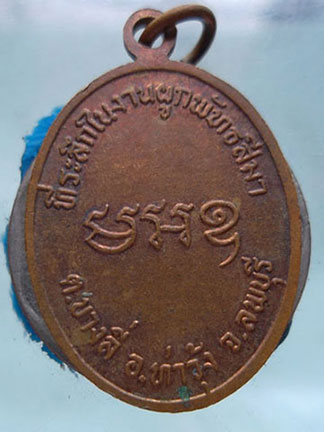 ที่ระลึกในงานผูกพัทธสีมา
ต.บางลี่ อ.ท่าวุ้ง จ.ลพบุรี